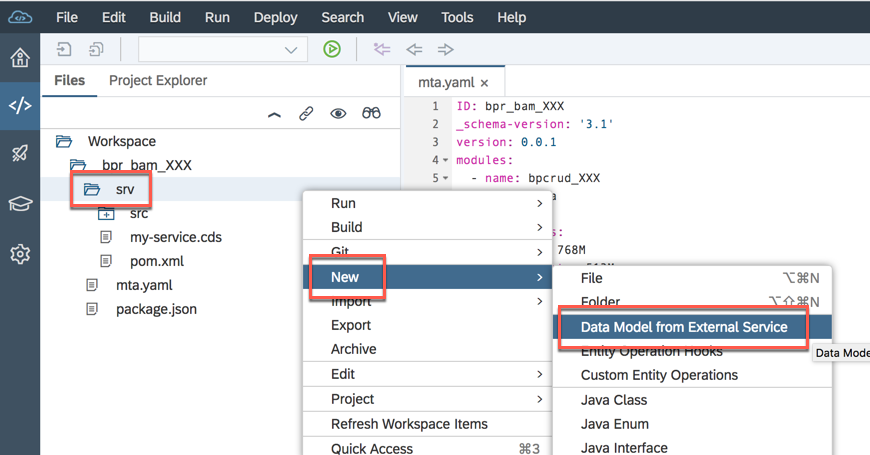 File Edit Build Run Deploy Search View Tools Help
Files Project Explorer
mta.yaml ×
Workspace
bpr_bam_XXX
srv
src
my-service.cds
pom.xml
mta.yaml
package.json
1 ID: bpr_bam_XXX
2 _schema-version: '3.1'
3 version: 0.0.1
4 modules:
5 - name: bpcrud_XXX
a
s:
768M
Run
Build
Git
New
Import
Export
Archive
Edit
Project
Refresh Workspace Items
Quick Access ⌘3
File ⌥⌘N
Folder ⌥⇧⌘N
Data Model from External Service
Entity Operation Hooks
Custom Entity Operations
Java Class
Java Enum
Java Interface
Data Mode